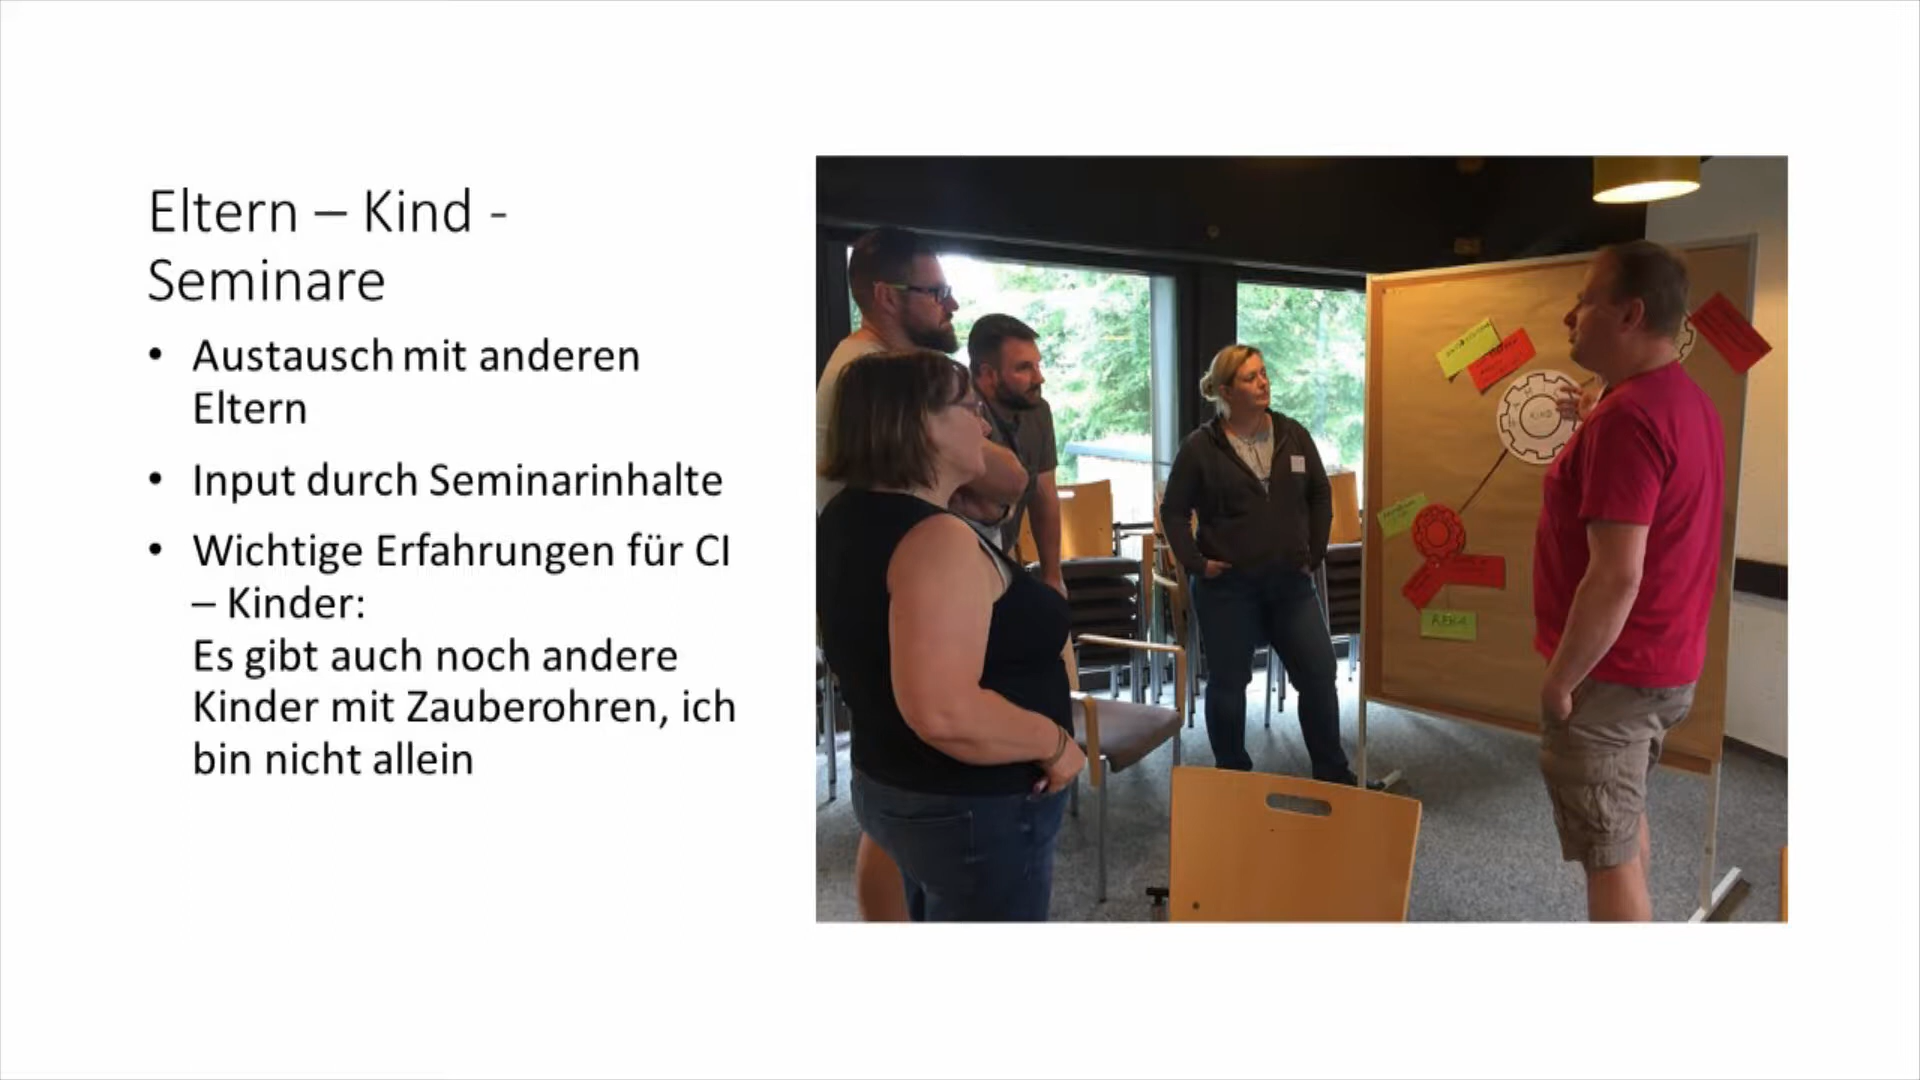 Eltern – Kind -
Seminare
• Austausch mit anderen
Eltern
• Input durch Seminarinhalte
• Wichtige Erfahrungen für CI
– Kinder:
Es gibt auch noch andere
Kinder mit Zauberohren, ich
bin nicht allein
KIND
REHA